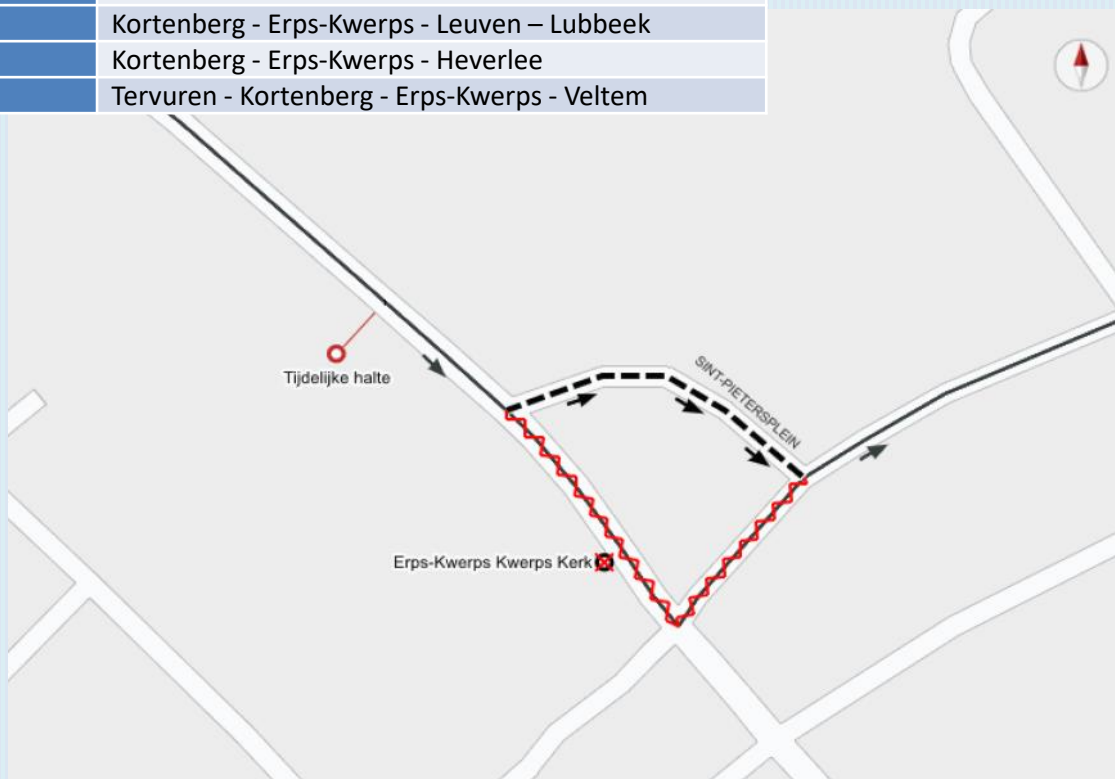 Kortenberg - Erps-Kwerps - Leuven – Lubbeek
Kortenberg - Erps-Kwerps - Heverlee
Tervuren - Kortenberg - Erps-Kwerps - Veltem
Tijdelijke halte
SINT-PIETERSPLEIN
Erps-Kwerps Kwerps Kerk